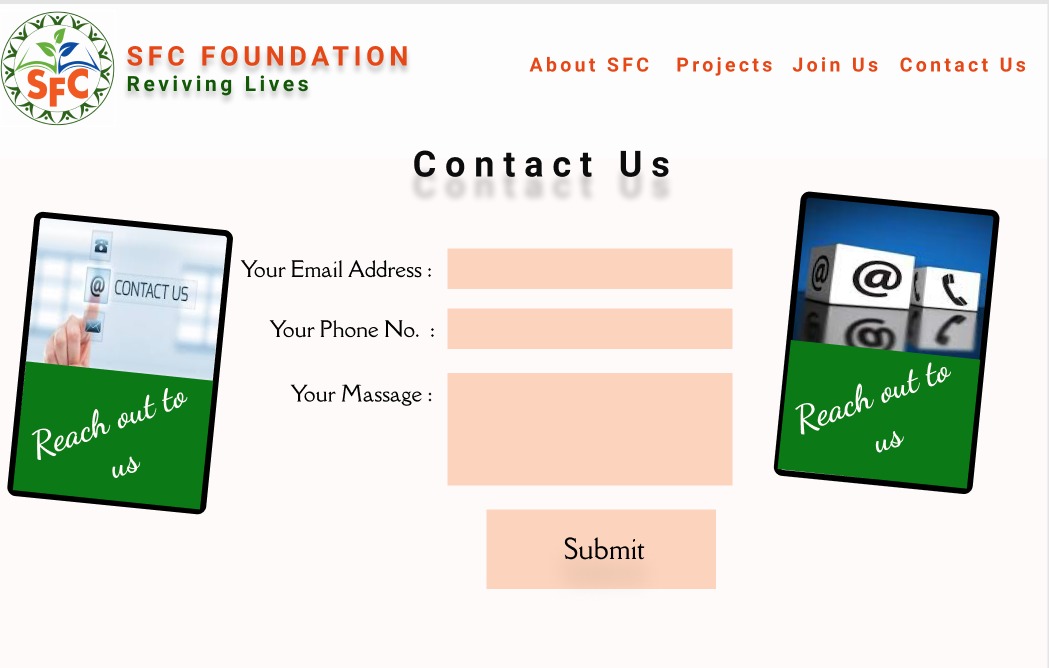 SFC
SFC FOUNDATION
Reviving Lives
About SFC Projects Join Us Contact Us
Contact Us
@ CONTACT US
Reach out to
us
Your Email Address :
Your Phone No. :
Your Massage :
Submit
@ @
@
Reach out to
us